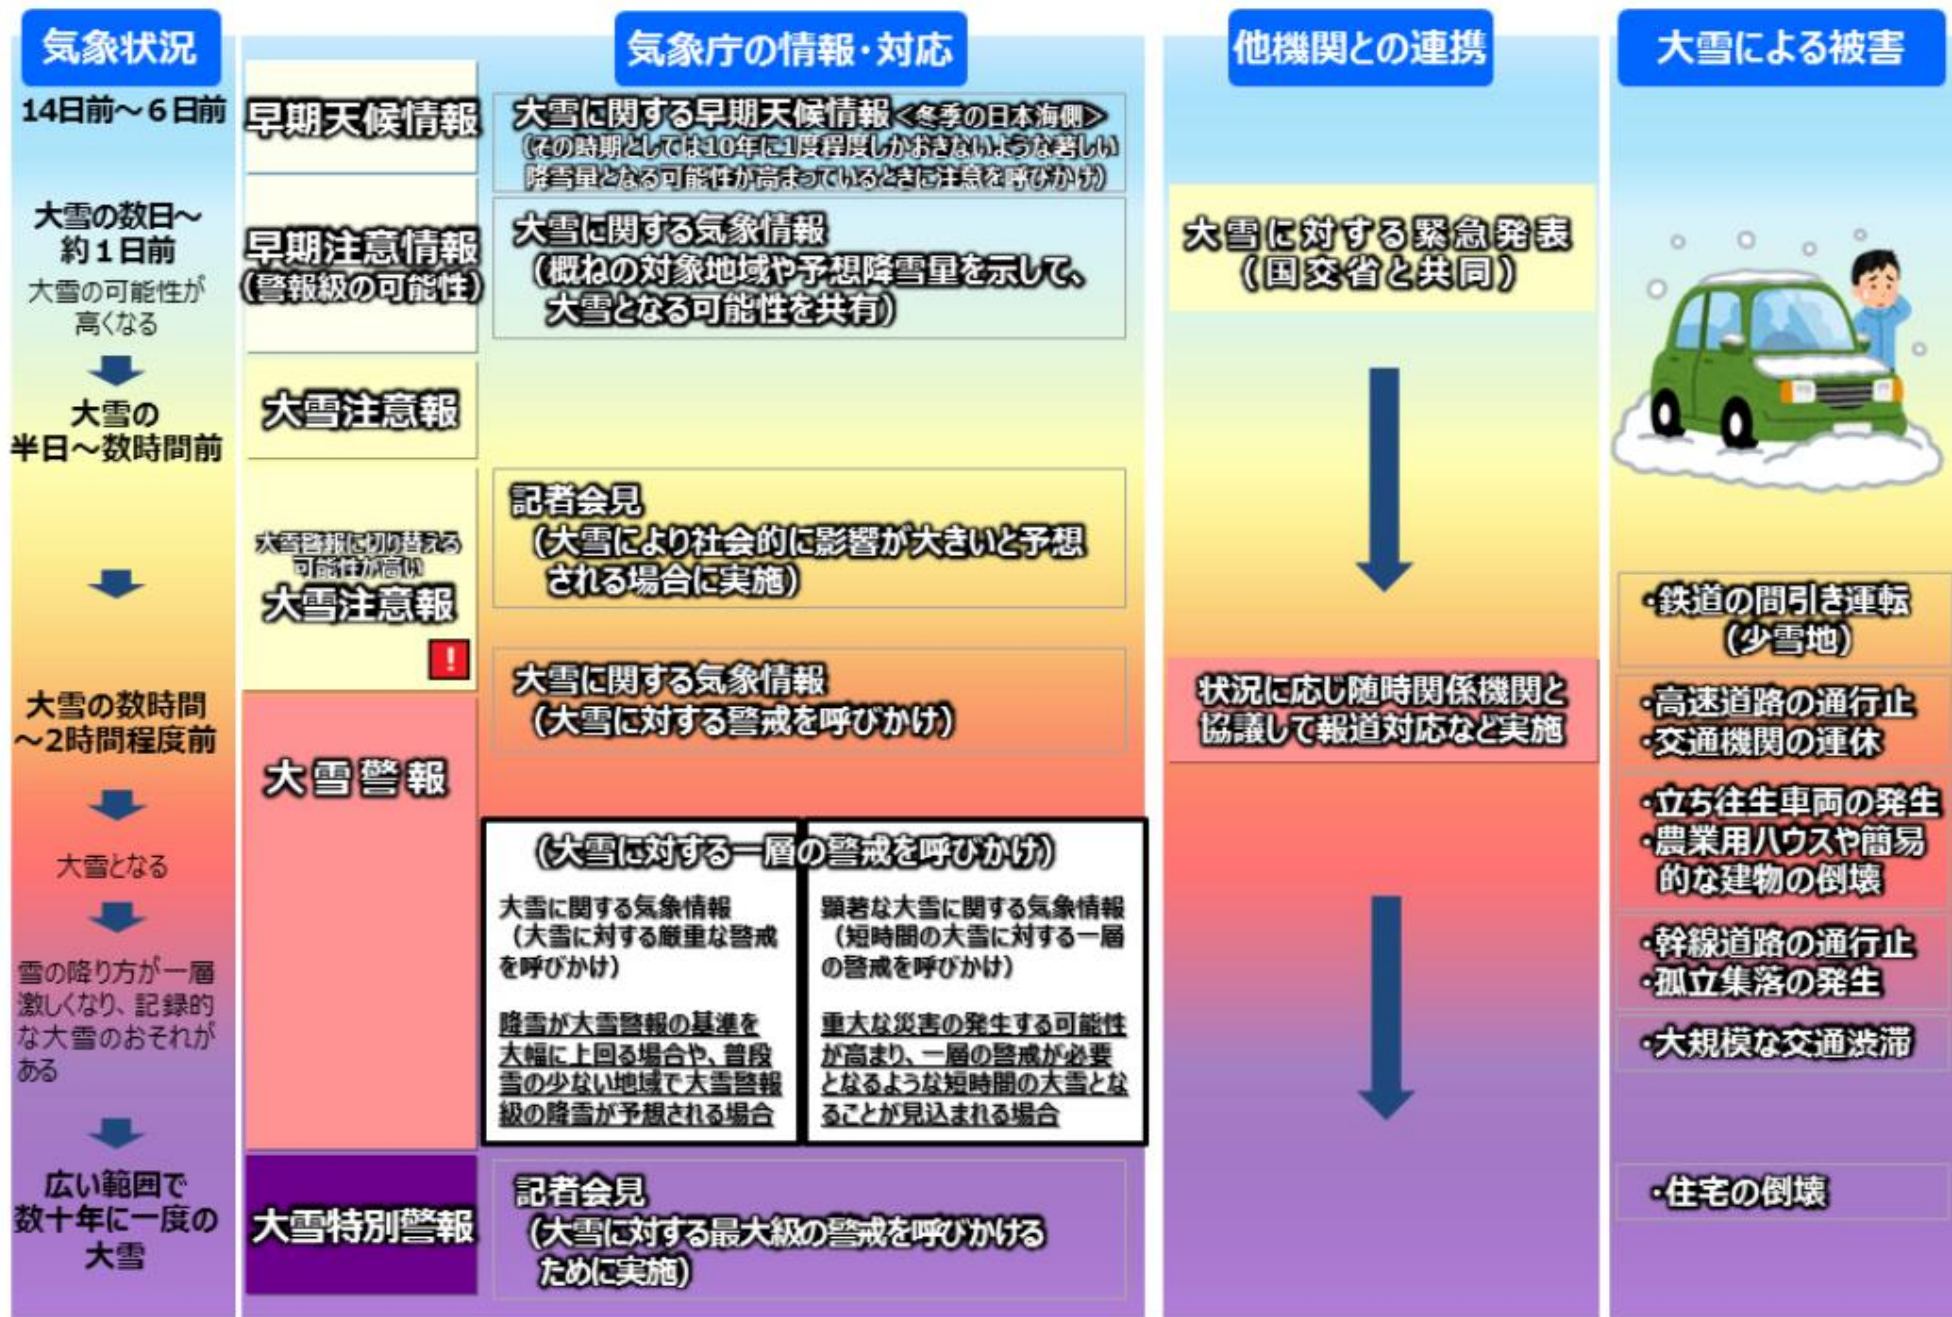 気象状況
気象庁の情報・対応
他機関との連携
大雪による被害
14日前～６日前
大雪の数日～
約１日前
大雪の可能性が
高くなる
大雪の
半日～数時間前
大雪の数時間
～2時間程度前
大雪となる
雪の降り方が一層
激しくなり、記録的
な大雪のおそれが
ある
広い範囲で
数十年に一度の
大雪
早期天候情報
早期注意情報
(警報級の可能性)
大雪注意報
大雪警報に切り替える
可能性が高い
大雪注意報
!
大雪警報
大雪特別警報
大雪に関する早期天候情報<冬季の日本海側>
（その時期としては10年に1度程度しかおきないような著しい
降雪量となる可能性が高まっているときに注意を呼びかけ）
大雪に関する気象情報
（概ねの対象地域や予想降雪量を示して、
大雪となる可能性を共有）
記者会見
（大雪により社会的に影響が大きいと予想
される場合に実施）
大雪に関する気象情報
（大雪に対する警戒を呼びかけ）
（大雪に対する一層の警戒を呼びかけ）
大雪に関する気象情報
（大雪に対する厳重な警戒
を呼びかけ）
降雪が大雪警報の基準を
大幅に上回る場合や、普段
雪の少ない地域で大雪警報
級の降雪が予想される場合
顕著な大雪に関する気象情報
（短時間の大雪に対する一層
の警戒を呼びかけ）
重大な災害の発生する可能性
が高まり、一層の警戒が必要
となるような短時間の大雪とな
ることが見込まれる場合
記者会見
（大雪に対する最大級の警戒を呼びかける
ために実施）
大雪に対する緊急発表
（国交省と共同）
状況に応じ随時関係機関と
協議して報道対応など実施
・鉄道の間引き運転
（少雪地）
・高速道路の通行止
・交通機関の運休
・立ち往生車両の発生
・農業用ハウスや簡易
的な建物の倒壊
・幹線道路の通行止
・孤立集落の発生
・大規模な交通渋滞
・住宅の倒壊